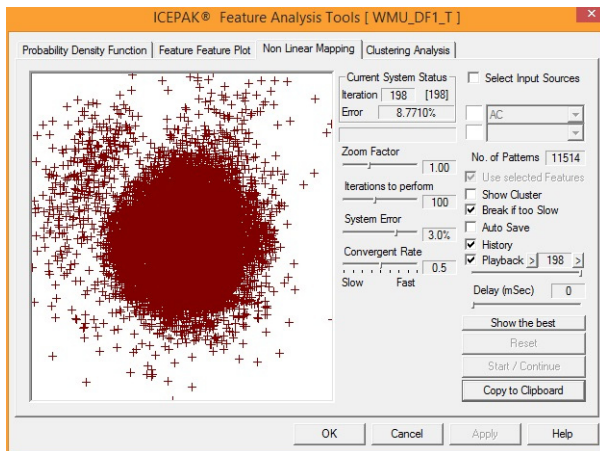 ICEPAK® Feature Analysis Tools [ WMU_DF1_T ]
Probability Density Function Feature Feature Plot Non Linear Mapping Clustering Analysis
Current System Status
Iteration 198 [198]
Error 8.7710%
Zoom Factor
1.00
Iterations to perform
100
System Error
3.0%
Convergent Rate
0.5
Slow Fast
Select Input Sources
AC
No. of Patterns 11514
Use selected Features
Show Cluster
Break if too Slow
Auto Save
History
Playback > 198 >
Delay (mSec) 0
Show the best
Reset
Start / Continue
Copy to Clipboard
OK Cancel Apply Help